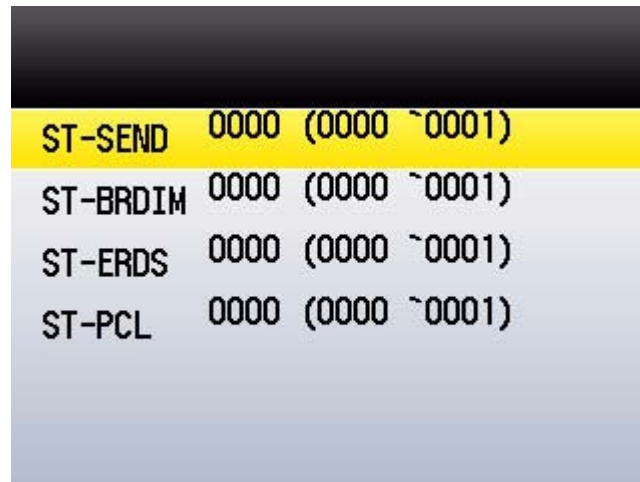 ST-SEND 0000 (0000 ~0001)
ST-BRDIM 0000 (0000 ~0001)
ST-ERDS 0000 (0000 ~0001)
ST-PCL 0000 (0000 ~0001)